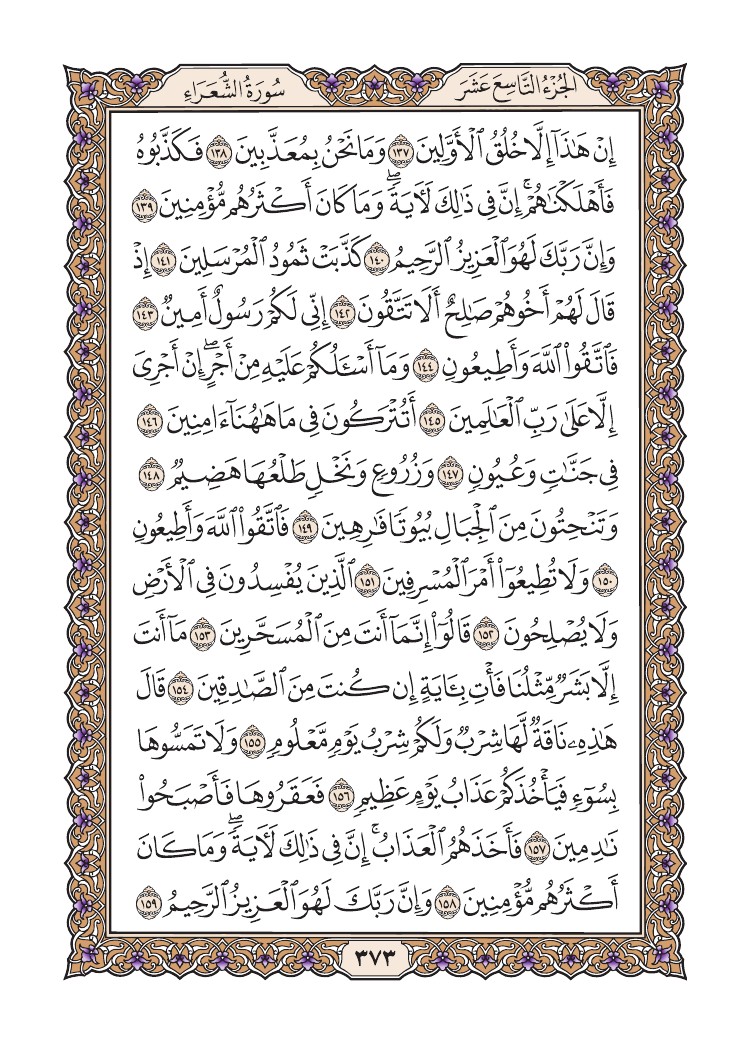 الجُزْءُ التَّاسِعَ عَشَرَ
سُورَةُ الشُّعَرَاءِ
إِنْ هَٰذَآ إِلَّا خُلُقُ ٱلْأَوَّلِينَ ١٣٧ وَمَا نَحْنُ بِمُعَذَّبِينَ ١٣٨ فَكَذَّبُوهُ
فَأَهْلَكْنَٰهُمْۚ إِنَّ فِى ذَٰلِكَ لَءَايَةًۖ وَمَا كَانَ أَكْثَرُهُم مُّؤْمِنِينَ ١٣٩
وَإِنَّ رَبَّكَ لَهُوَ ٱلْعَزِيزُ ٱلرَّحِيمُ ١٤٠ كَذَّبَتْ ثَمُودُ ٱلْمُرْسَلِينَ ١٤١ إِذْ
قَالَ لَهُمْ أَخُوهُمْ صَٰلِحٌ أَلَا تَتَّقُونَ ١٤٢ إِنِّى لَكُمْ رَسُولٌ أَمِينٌ ١٤٣
فَٱتَّقُوا۟ ٱللَّهَ وَأَطِيعُونِ ١٤٤ وَمَآ أَسْـَٔلُكُمْ عَلَيْهِ مِنْ أَجْرٍۖ إِنْ أَجْرِىَ
إِلَّا عَلَىٰ رَبِّ ٱلْعَٰلَمِينَ ١٤٥ أَتُتْرَكُونَ فِى مَا هَٰهُنَآ ءَامِنِينَ ١٤٦
فِى جَنَّٰتٍ وَعُيُونٍ ١٤٧ وَزُرُوعٍ وَنَخْلٍ طَلْعُهَا هَضِيمٌ ١٤٨
وَتَنْحِتُونَ مِنَ ٱلْجِبَالِ بُيُوتًا فَٰرِهِينَ ١٤٩ فَٱتَّقُوا۟ ٱللَّهَ وَأَطِيعُونِ
١٥٠ وَلَا تُطِيعُوٓا۟ أَمْرَ ٱلْمُسْرِفِينَ ١٥١ ٱلَّذِينَ يُفْسِدُونَ فِى ٱلْأَرْضِ
وَلَا يُصْلِحُونَ ١٥٢ قَالُوٓا۟ إِنَّمَآ أَنتَ مِنَ ٱلْمُسَحَّرِينَ ١٥٣ مَآ أَنتَ
إِلَّا بَشَرٌ مِّثْلُنَا فَأْتِ بِـَٔايَةٍ إِن كُنتَ مِنَ ٱلصَّٰدِقِينَ ١٥٤ قَالَ
هَٰذِهِۦ نَاقَةٌ لَّهَا شِرْبٌ وَلَكُمْ شِرْبُ يَوْمٍ مَّعْلُومٍ ١٥٥ وَلَا تَمَسُّوهَا
بِسُوٓءٍ فَيَأْخُذَكُمْ عَذَابُ يَوْمٍ عَظِيمٍ ١٥٦ فَعَقَرُوهَا فَأَصْبَحُوا۟
نَٰدِمِينَ ١٥٧ فَأَخَذَهُمُ ٱلْعَذَابُۚ إِنَّ فِى ذَٰلِكَ لَءَايَةًۖ وَمَا كَانَ
أَكْثَرُهُم مُّؤْمِنِينَ ١٥٨ وَإِنَّ رَبَّكَ لَهُوَ ٱلْعَزِيزُ ٱلرَّحِيمُ ١٥٩
٣٧٣